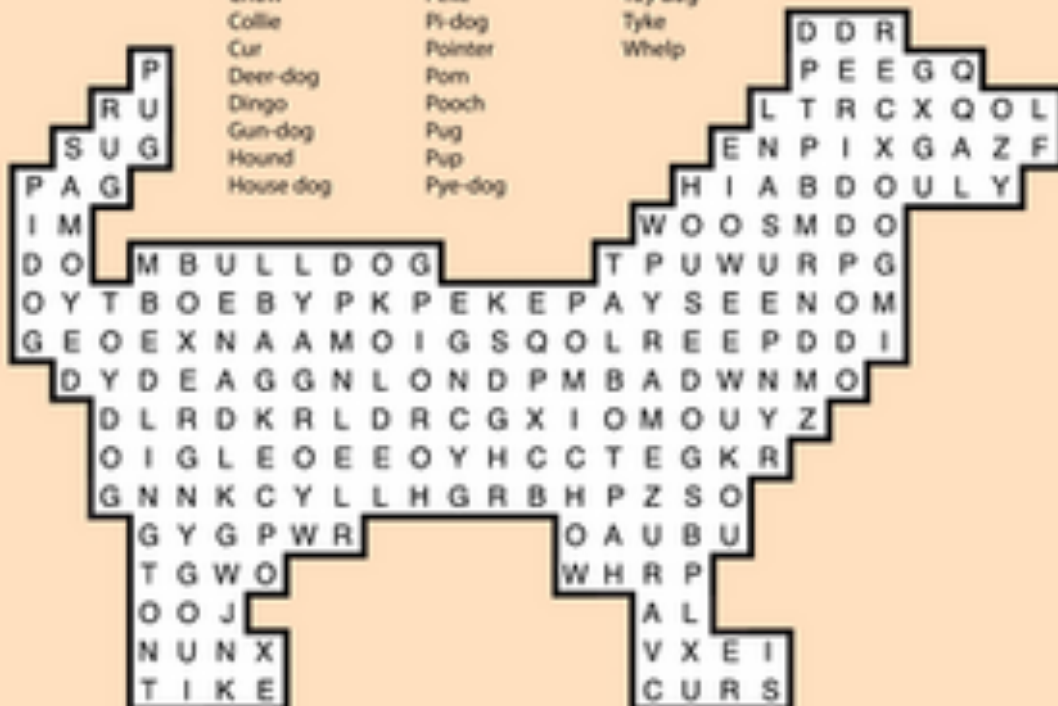 Collie Pi-dog Tyke
Cur Pointer Whelp
Deer-dog Pom
Dingo Pooch
Gun-dog Pug
Hound Pup
House dog Pye-dog
D D R
P P E E G Q
R U L T R C X Q O L
S U G E N P I X G A Z F
P A G H I A B D O U L Y
I M W O O S M D O
D O M B U L L D O G T P U W U R P G
O Y T B O E B Y P K P E K E P A Y S E E N O M
G E O E X N A A M O I G S Q O L R E E P D D I
D Y D E A G G N L O N D P M B A D W N M O
D L R D K R L D R C G X I O M O U Y Z
O I G L E O E E O Y H C C T E G K R
G N N K C Y L L H G R B H P Z S O
G Y G P W R O A U B U
T G W O W H R P
O O J A L
N U N X V X E I
T I K E C U R S